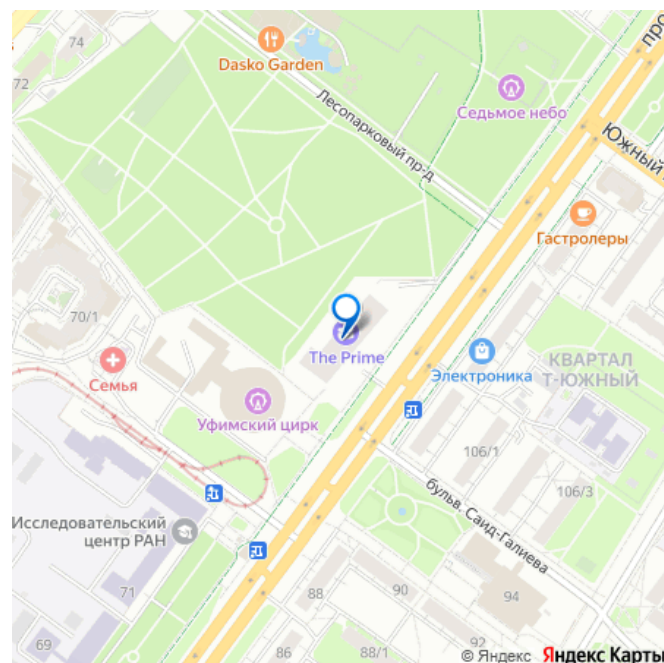 74
72
Dasko Garden
Лесопарковый пр-д
Седьмое небо
про
Южный
Гастролеры
70/1
Семья
The Prime
Уфимский цирк
Электроника
КВАРТАЛ
Т-ЮЖНЫЙ
106/1
106/3
бульв. Саид-Галиева
Исследовательский
центр РАН
71
69
88
90
94
86
88/1
92
© Яндекс Яндекс Карты